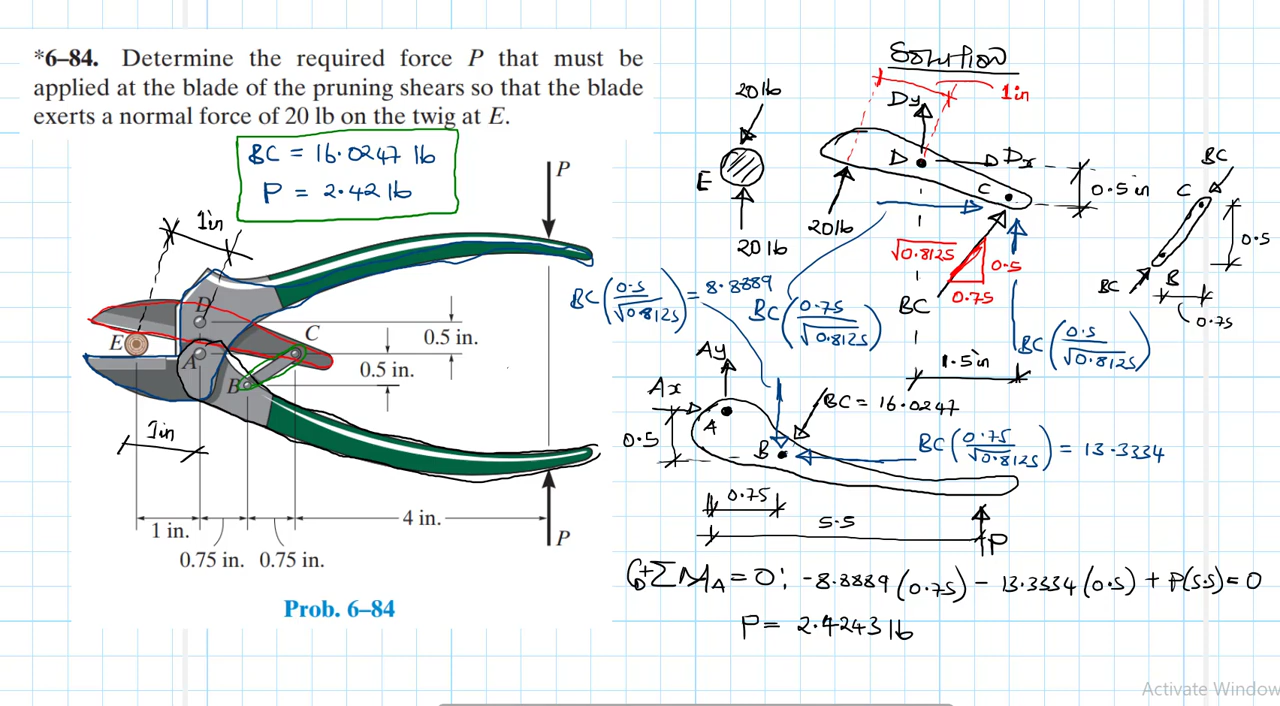 *6–84. Determine the required force P that must be
applied at the blade of the pruning shears so that the blade
exerts a normal force of 20 lb on the twig at E.
BC = 16.0247 lb
P = 2.42 lb
P
1in
D
E
A
B
C
0.5 in.
0.5 in.
1in
1 in.
0.75 in. 0.75 in.
4 in.
P
Prob. 6–84
Solution
20lb
E
20 lb
Dy
1in
D
Dx
C
0.5 in
20lb
√0.8125
0.5
0.75
BC
BC(0.5/√0.8125)
BC(0.75/√0.8125)
1.5in
BC
C
0.5
B
BC
0.75
BC(0.5/√0.8125) = 8.8889
Ay
Ax
A
0.5
B
BC = 16.0247
BC(0.75/√0.8125) = 13.3334
0.75
5.5
P
↺+ΣM_A = 0: -8.8889(0.75) - 13.3334(0.5) + P(5.5) = 0
P = 2.4243 lb
Activate Window